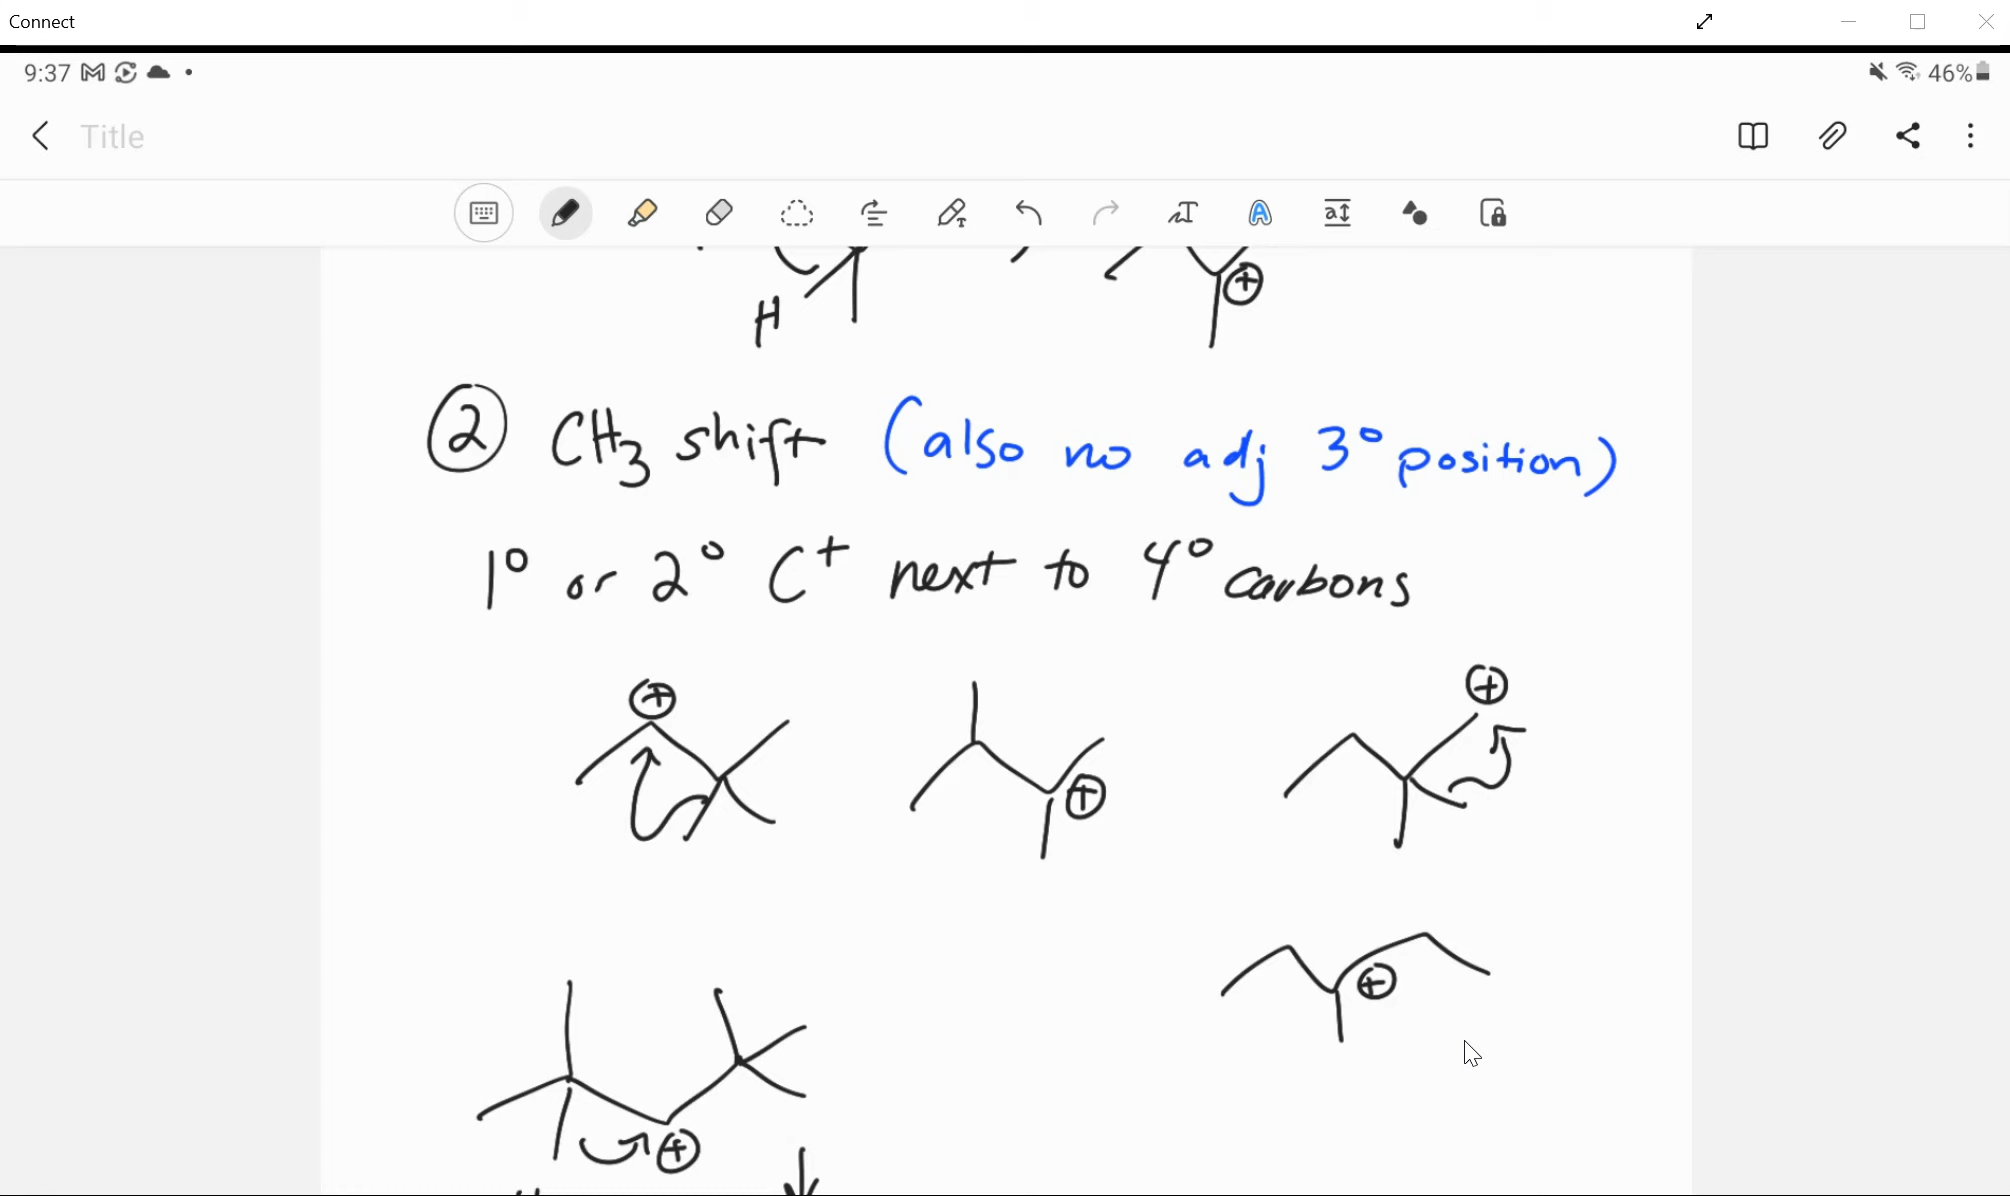 Connect
9:37 46%
Title
H
⊕
② CH3 shift (also no adj 3° position)
1° or 2° C+ next to 4° carbons
⊕ ⊕ ⊕
⊕
⊕